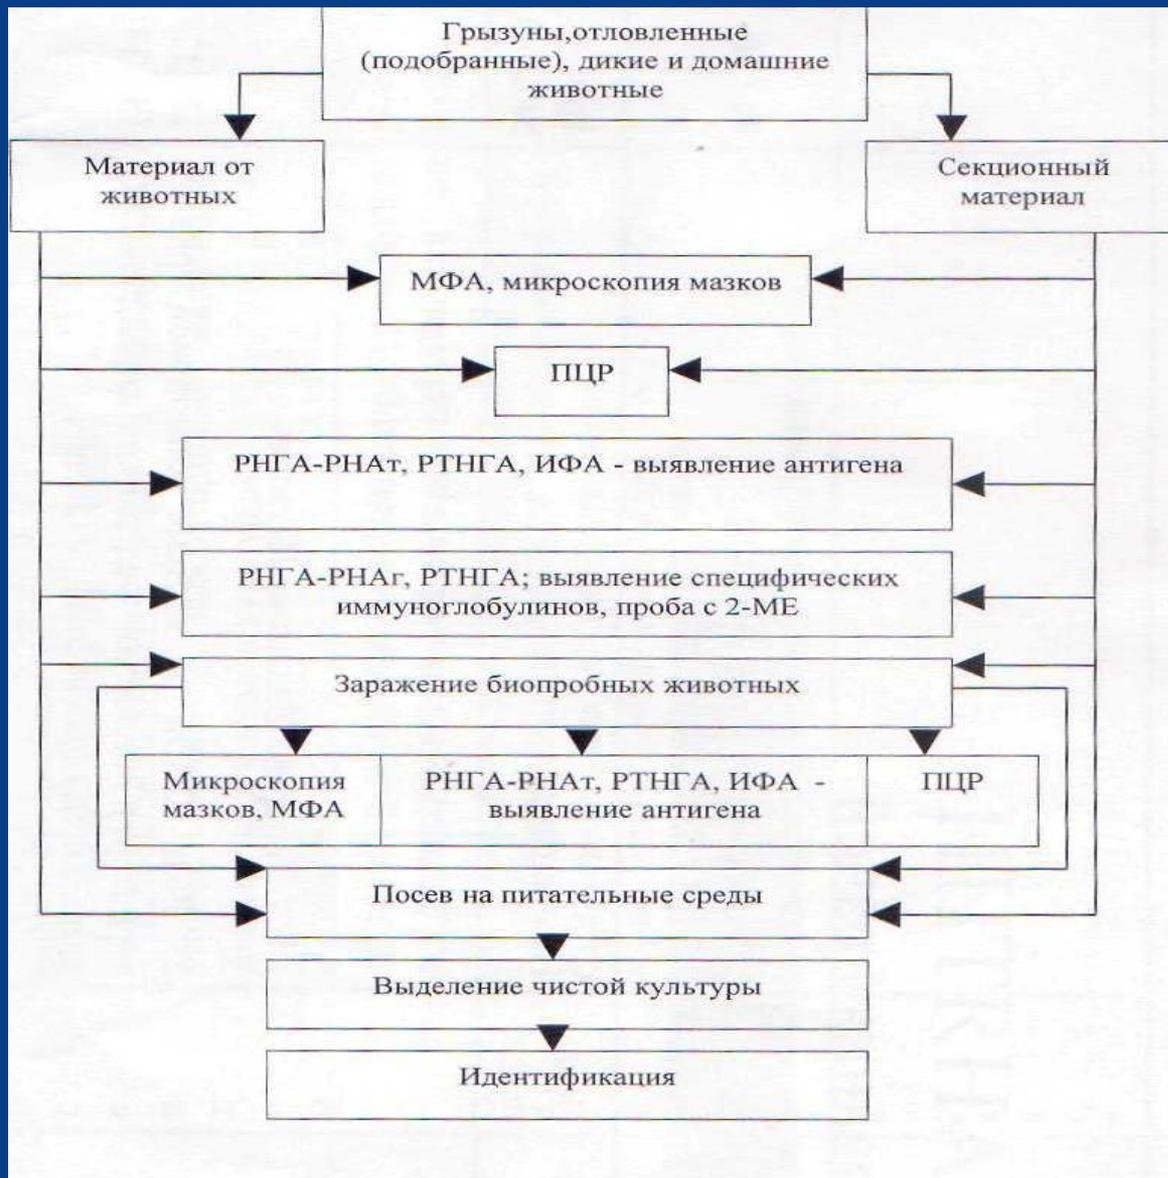 Грызуны,отловленные
(подобранные), дикие и домашние
животные
Материал от
животных
Секционный
материал
МФА, микроскопия мазков
ПЦР
РНГА-РНАт, РТНГА, ИФА - выявление антигена
РНГА-РНАг, РТНГА; выявление специфических
иммуноглобулинов, проба с 2-МЕ
Заражение биопробных животных
Микроскопия
мазков, МФА
РНГА-РНАт, РТНГА, ИФА -
выявление антигена
ПЦР
Посев на питательные среды
Выделение чистой культуры
Идентификация